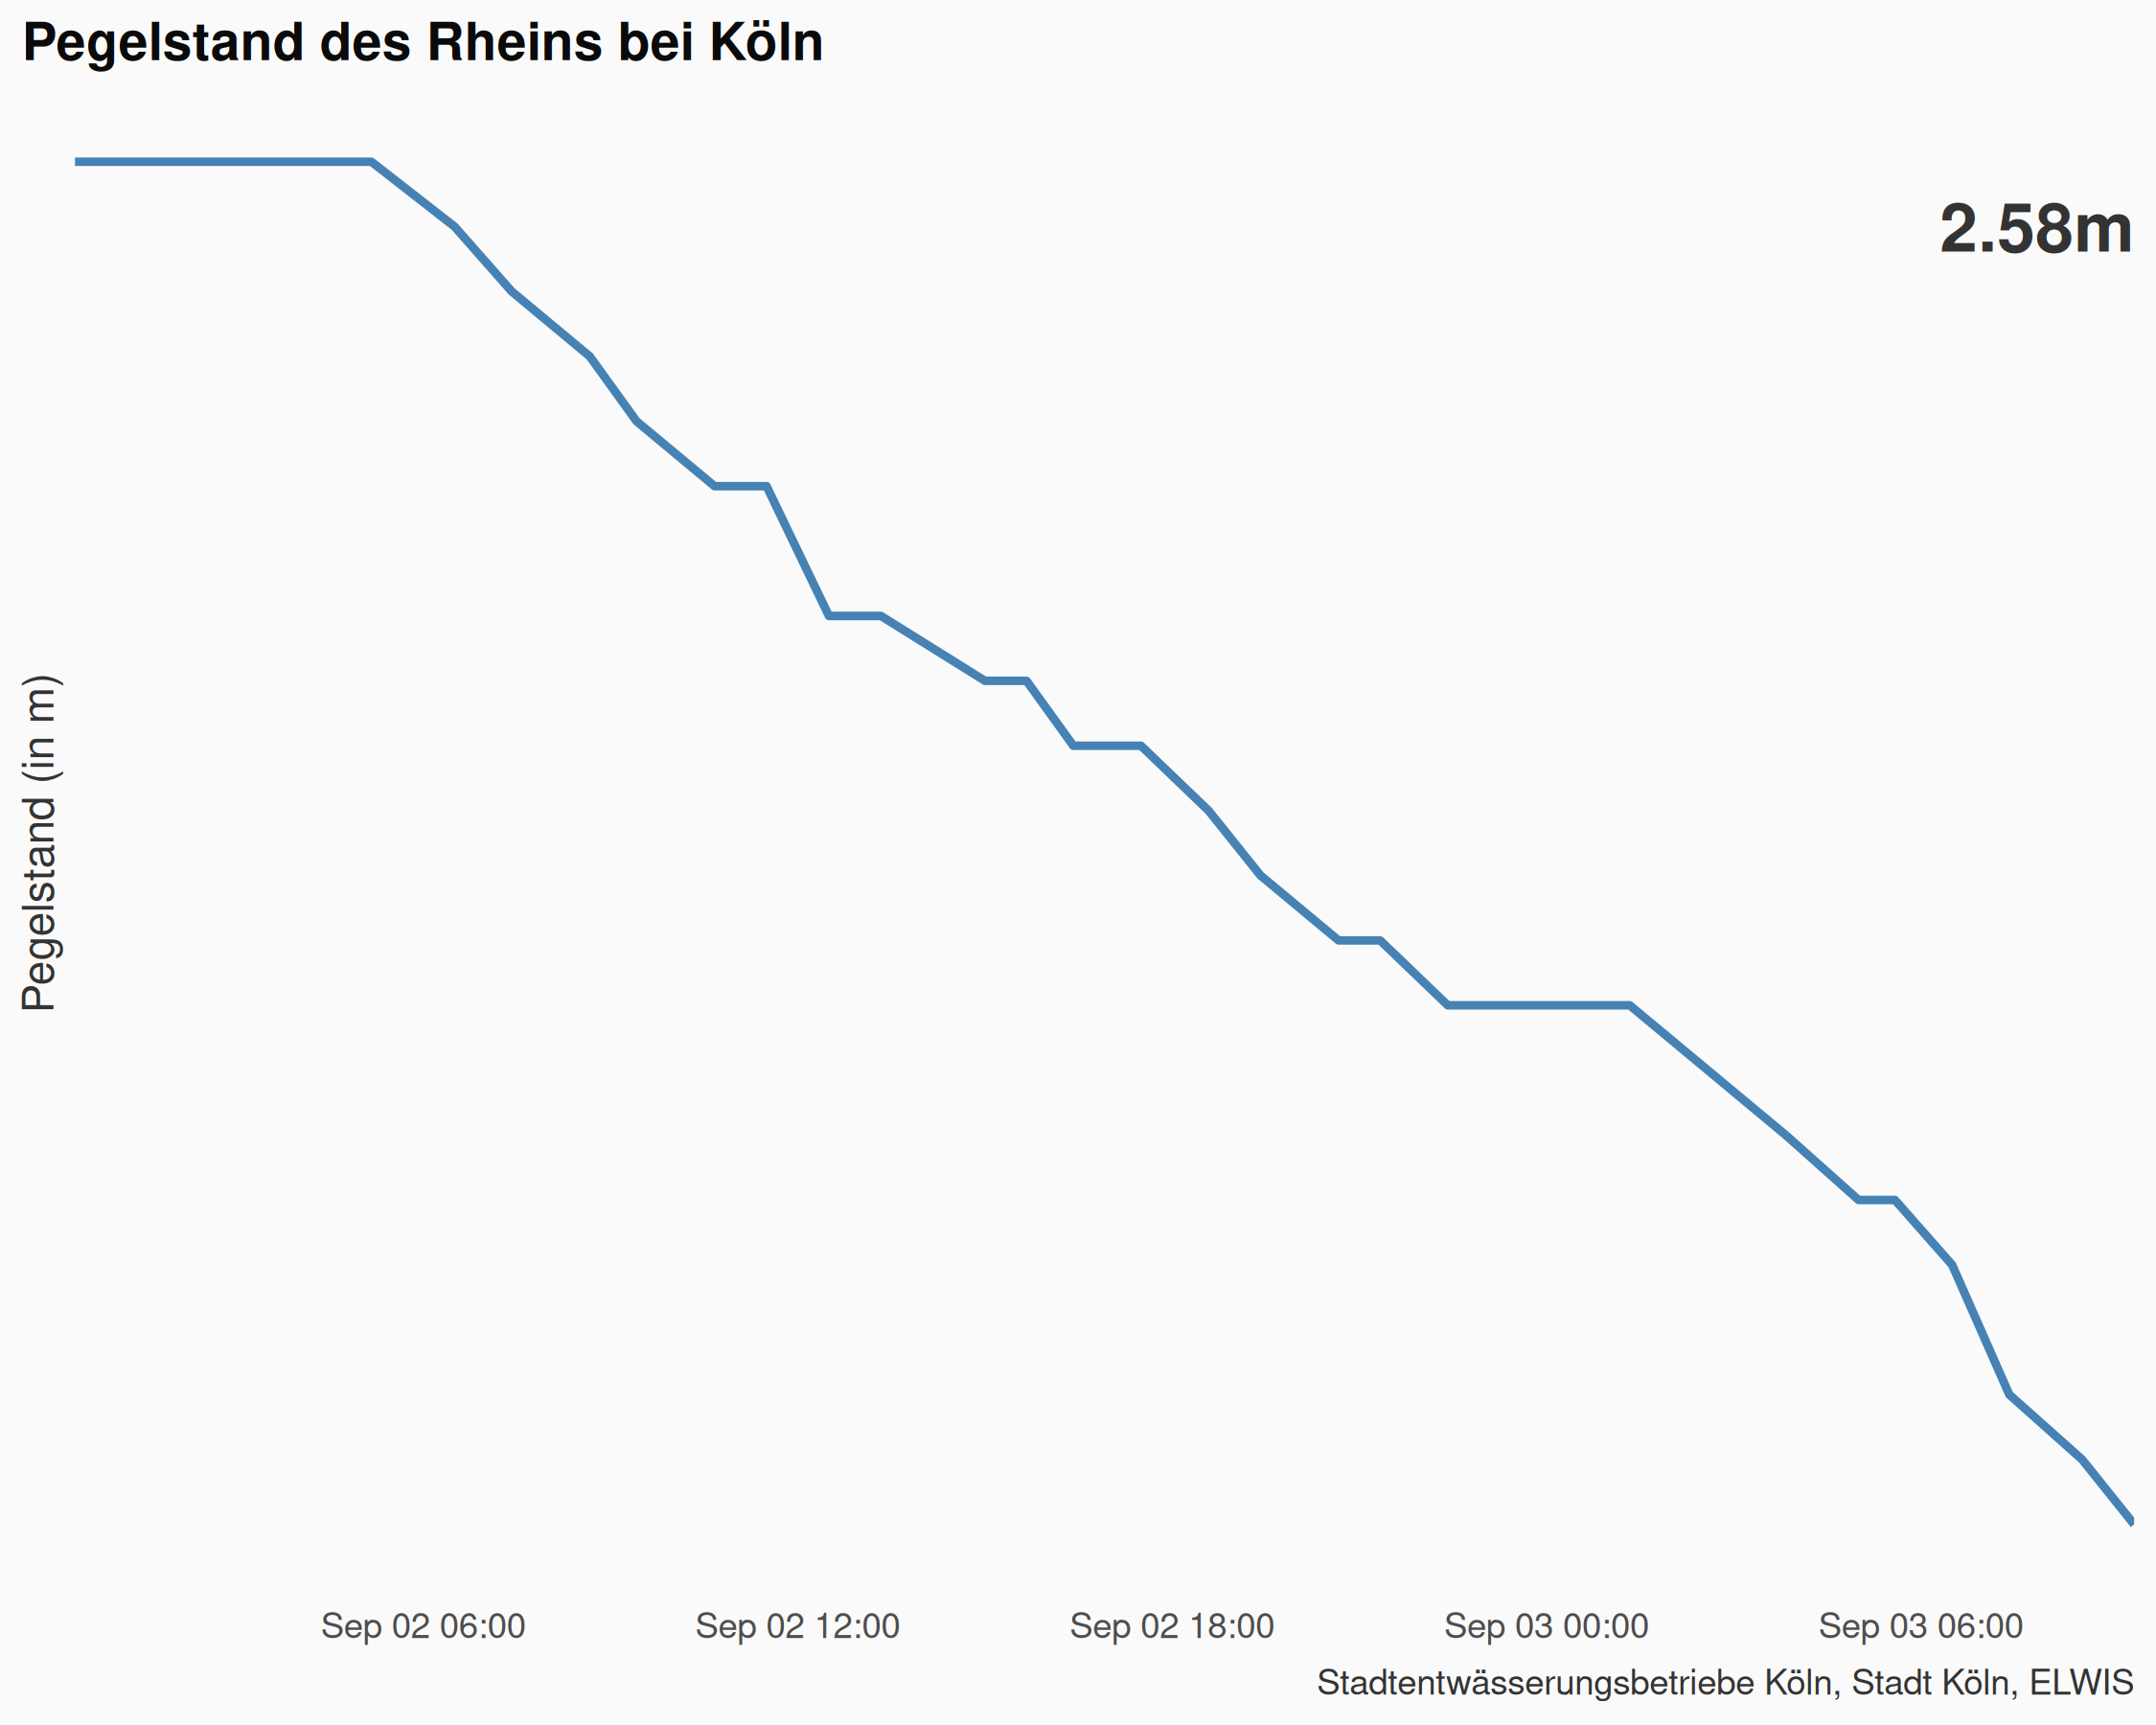 Pegelstand des Rheins bei Köln
2.58m
Pegelstand (in m)
Sep 02 06:00 Sep 02 12:00 Sep 02 18:00 Sep 03 00:00 Sep 03 06:00
Stadtentwässerungsbetriebe Köln, Stadt Köln, ELWIS